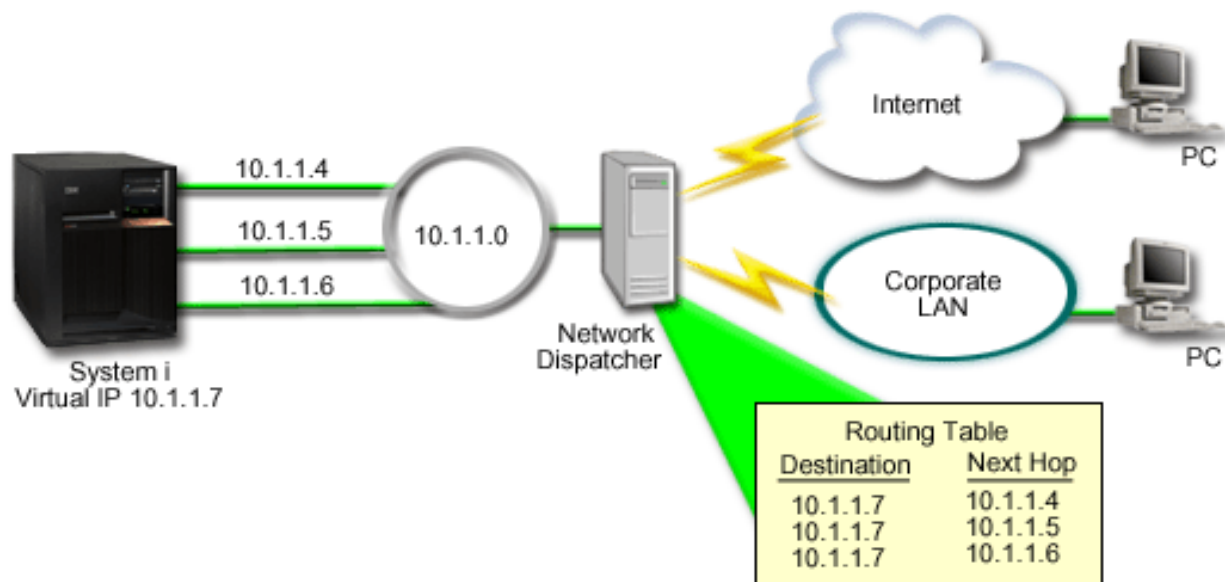 Internet
PC
10.1.1.4
10.1.1.5
10.1.1.0
10.1.1.6
IBM
System i
Virtual IP 10.1.1.7
Network
Dispatcher
Corporate
LAN
PC
Routing Table
Destination Next Hop
10.1.1.7 10.1.1.4
10.1.1.7 10.1.1.5
10.1.1.7 10.1.1.6